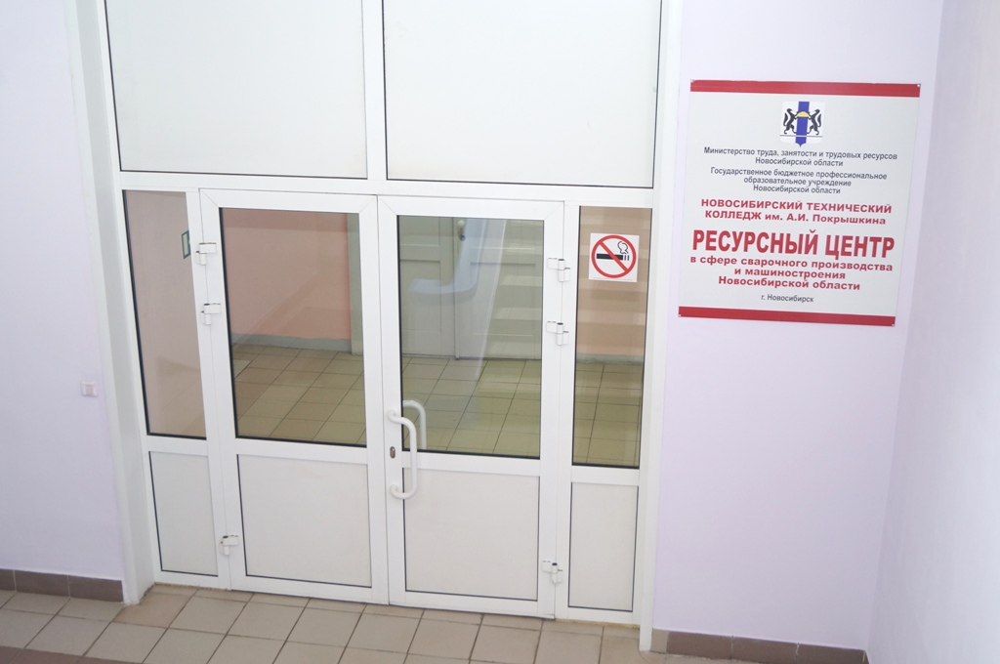 Министерство труда, занятости и трудовых ресурсов
Новосибирской области
Государственное бюджетное профессиональное
образовательное учреждение
Новосибирской области
НОВОСИБИРСКИЙ ТЕХНИЧЕСКИЙ
КОЛЛЕДЖ им. А.И. Покрышкина
РЕСУРСНЫЙ ЦЕНТР
в сфере сварочного производства
и машиностроения
Новосибирской области
г. Новосибирск